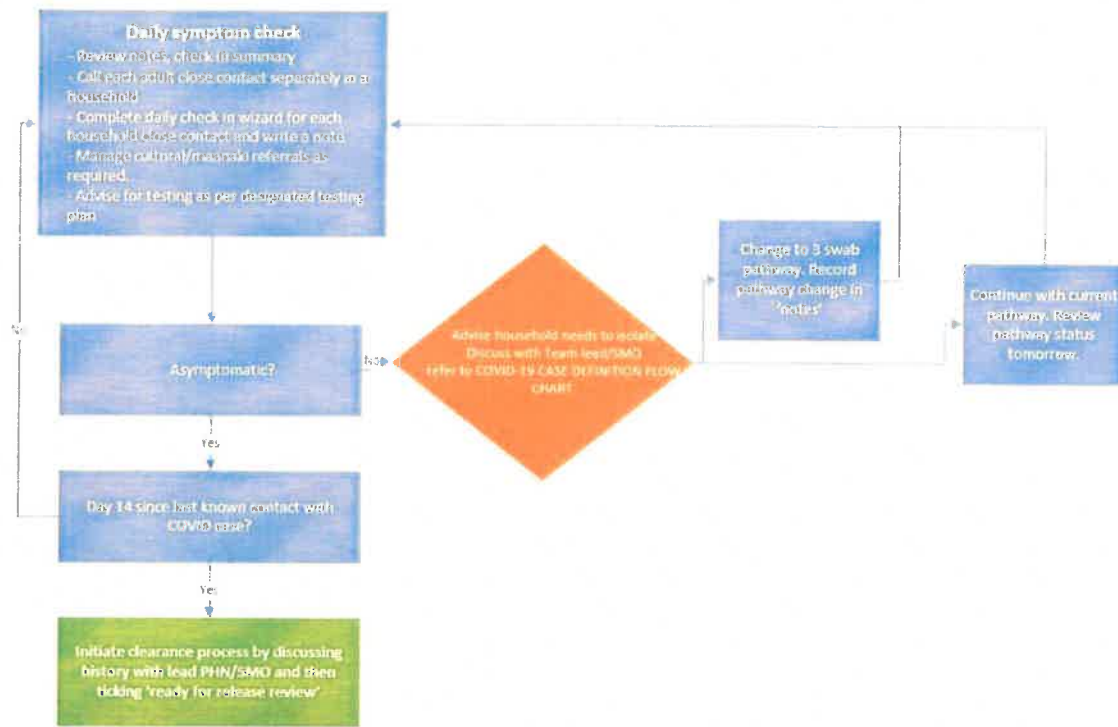 Daily symptom check
- Review notes, check in summary
- Call each adult close contact separately in a
household
- Complete daily check in wizard for each
household close contact and write a note
- Manage cultural/manaaki referrals as
required.
- Advise for testing as per designated testing
plan
No
Asymptomatic?
No
Advise household needs to isolate
Discuss with Team lead/SMO
refer to COVID-19 CASE DEFINITION FLOW
CHART
Change to 3 swab
pathway. Record
pathway change in
'notes'
Continue with current
pathway. Review
pathway status
tomorrow.
Yes
Day 14 since last known contact with
COVID case?
Yes
Initiate clearance process by discussing
history with lead PHN/SMO and then
ticking 'ready for release review'